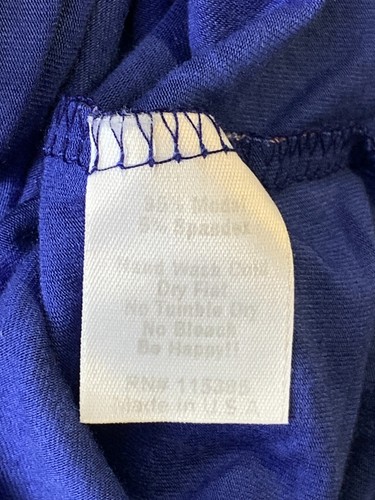 95% Modal
5% Spandex
Hand Wash Cold
Dry Flat
No Tumble Dry
No Bleach
Be Happy!!
RN# 115385
Made in U.S.A